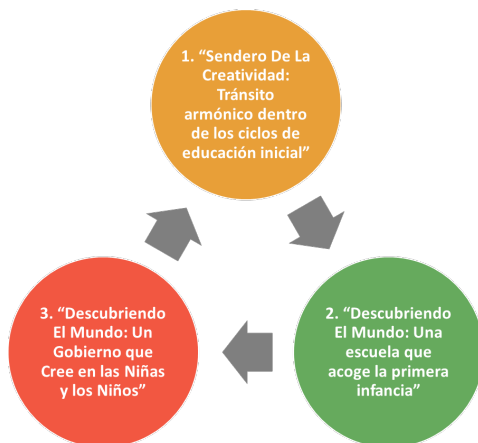 1. “Sendero De La
Creatividad:
Tránsito
armónico dentro
de los ciclos de
educación inicial”
2. “Descubriendo
El Mundo: Una
escuela que
acoge la primera
infancia”
3. “Descubriendo
El Mundo: Un
Gobierno que
Cree en las Niñas
y los Niños”